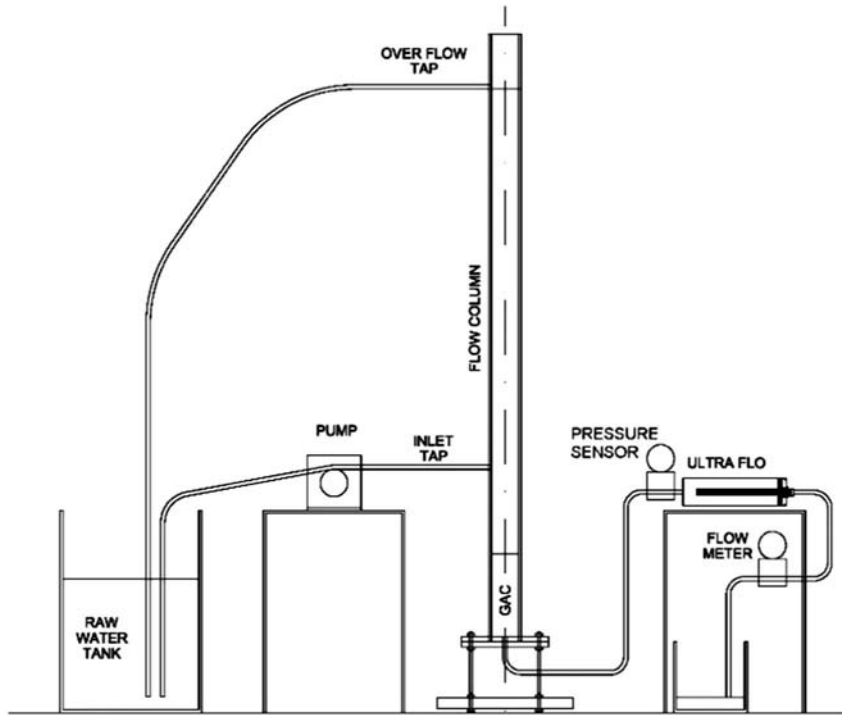 OVER FLOW
TAP
FLOW COLUMN
PUMP
INLET
TAP
PRESSURE
SENSOR
ULTRA FLO
FLOW
METER
GAC
RAW
WATER
TANK